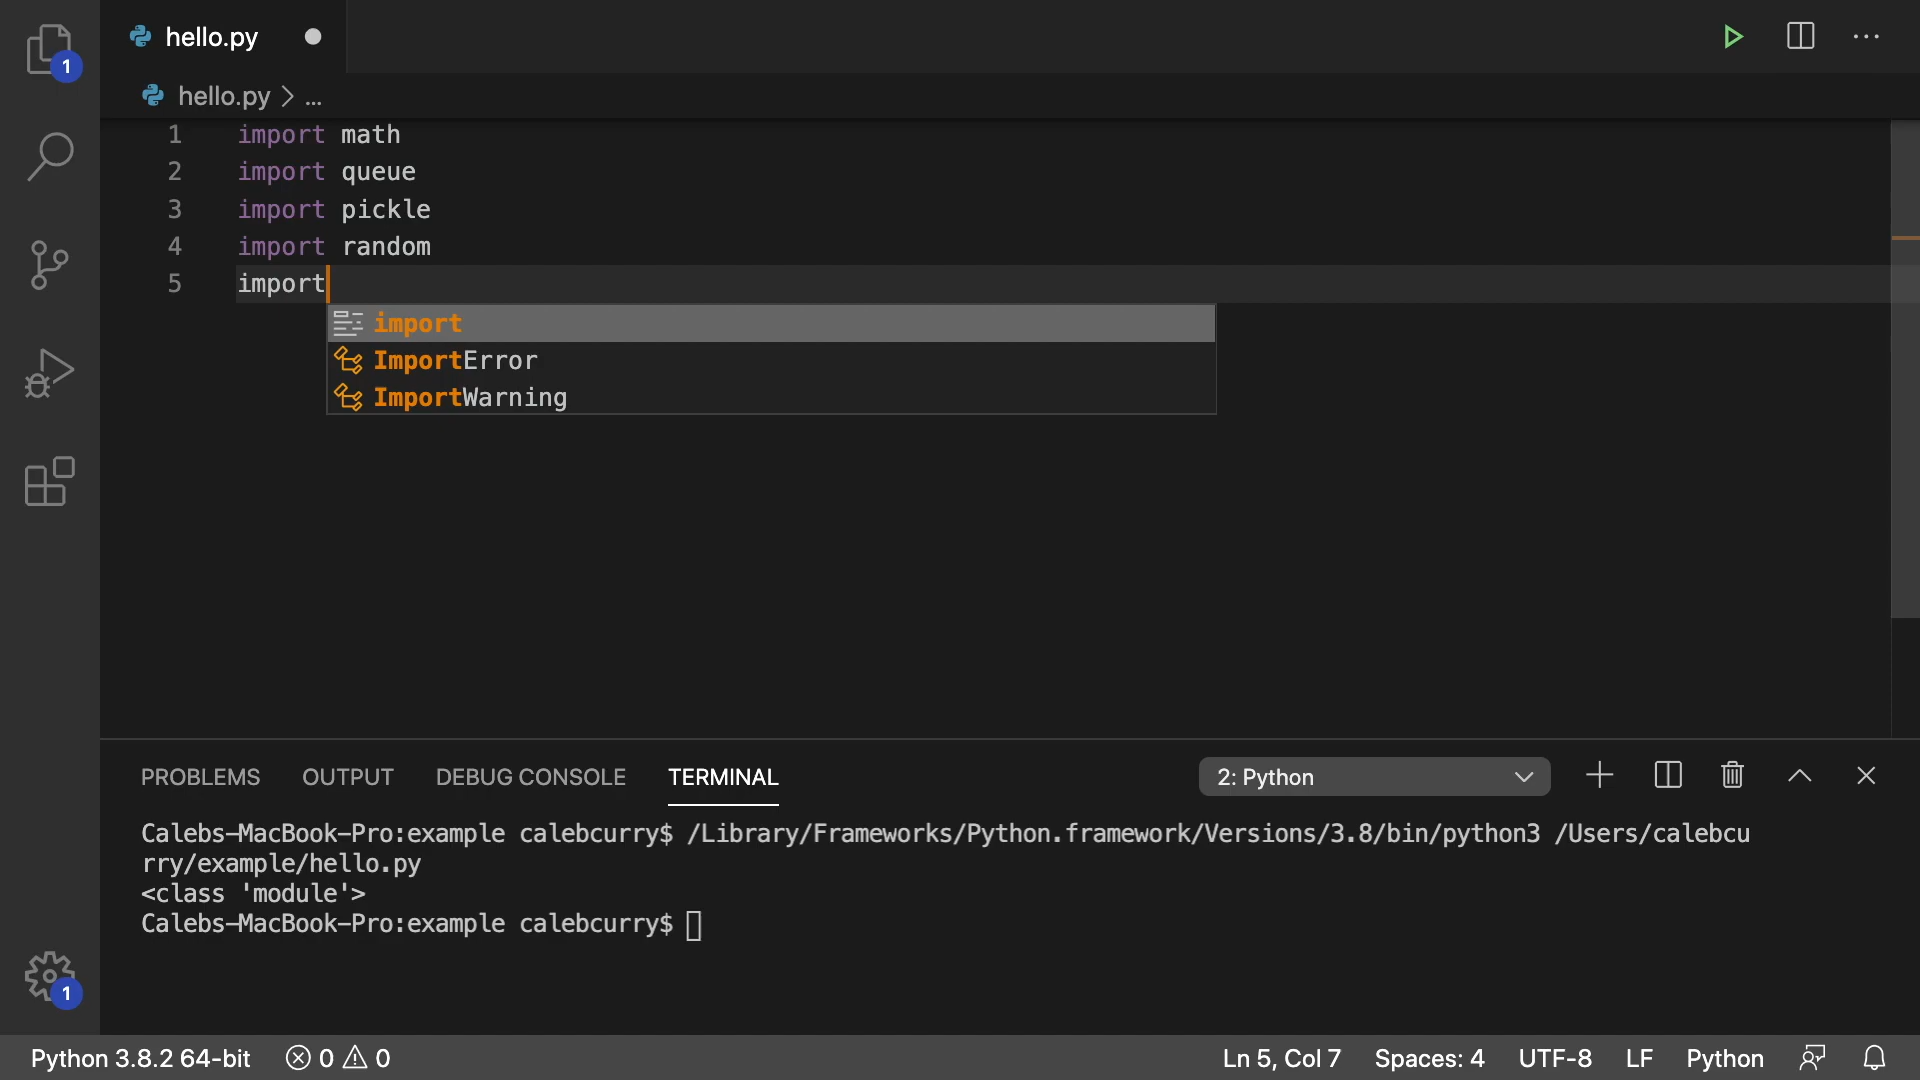 hello.py
1
hello.py > ...
1 import math
2 import queue
3 import pickle
4 import random
5 import
import
ImportError
ImportWarning
PROBLEMS OUTPUT DEBUG CONSOLE TERMINAL 2: Python
Calebs-MacBook-Pro:example calebcurry$ /Library/Frameworks/Python.framework/Versions/3.8/bin/python3 /Users/calebcu
rry/example/hello.py
<class 'module'>
Calebs-MacBook-Pro:example calebcurry$
1
Python 3.8.2 64-bit 0 0 Ln 5, Col 7 Spaces: 4 UTF-8 LF Python